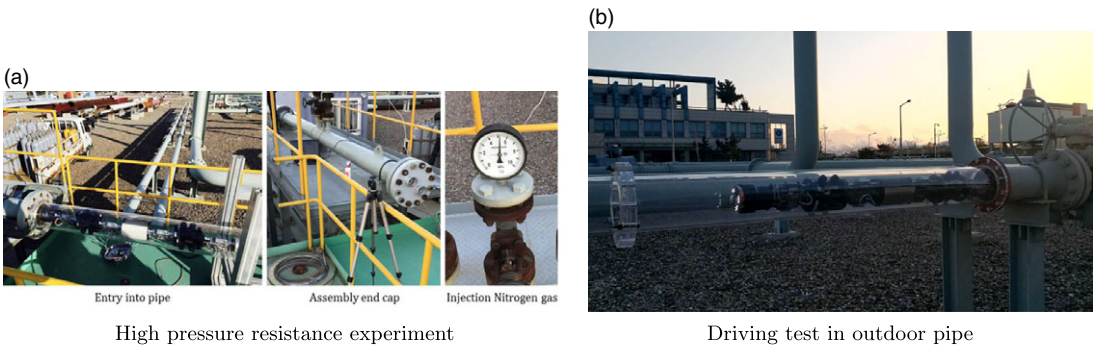 (a)
Entry into pipe
Assembly end cap
Injection Nitrogen gas
High pressure resistance experiment
(b)
Driving test in outdoor pipe